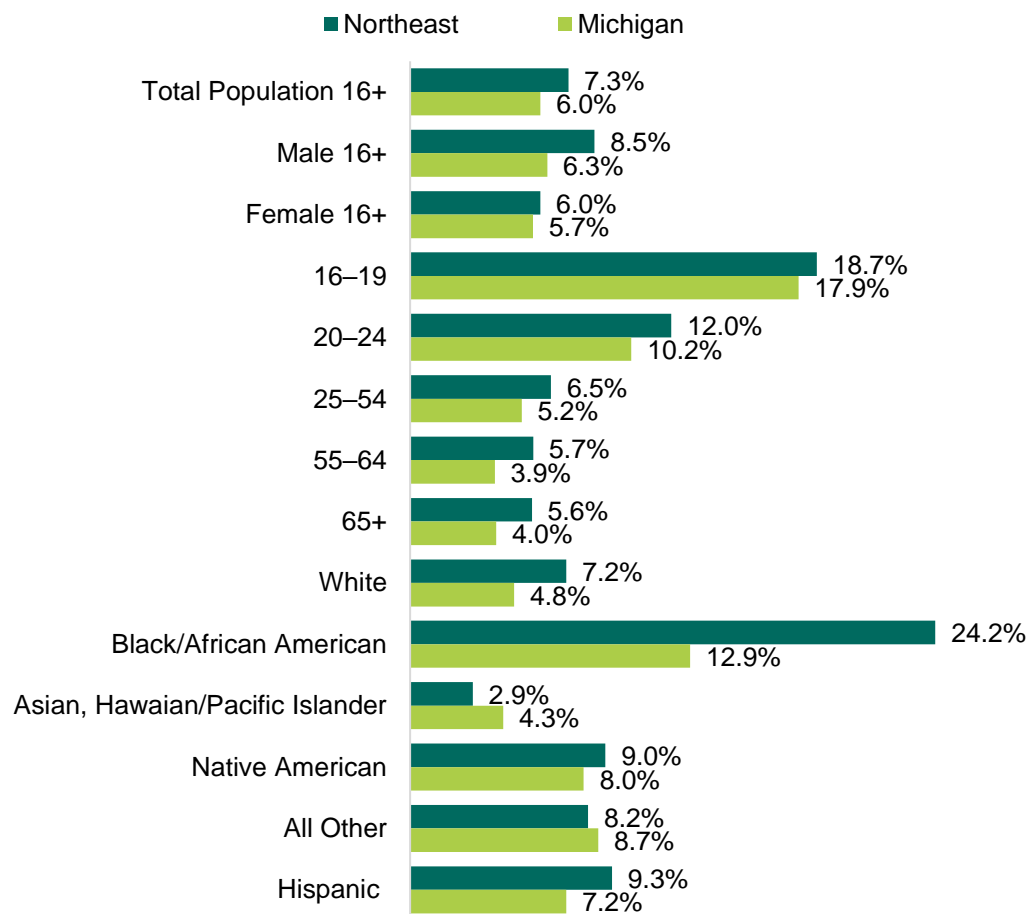 Northeast Michigan
Total Population 16+ 7.3%
6.0%
Male 16+ 8.5%
6.3%
Female 16+ 6.0%
5.7%
16–19 18.7%
17.9%
20–24 12.0%
10.2%
25–54 6.5%
5.2%
55–64 5.7%
3.9%
65+ 5.6%
4.0%
White 7.2%
4.8%
Black/African American 24.2%
12.9%
Asian, Hawaian/Pacific Islander 2.9%
4.3%
Native American 9.0%
8.0%
All Other 8.2%
8.7%
Hispanic 9.3%
7.2%